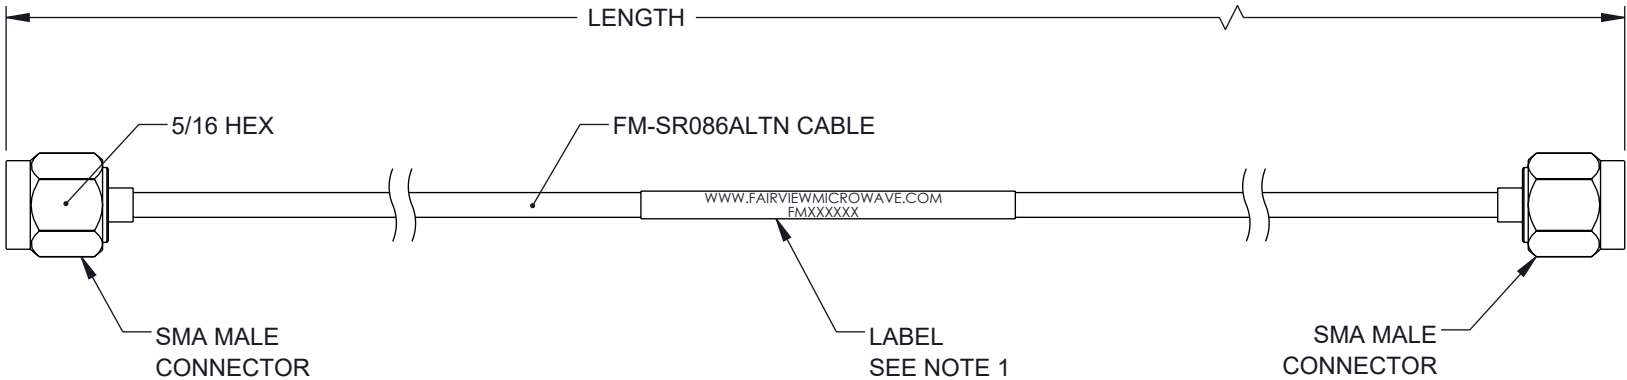 LENGTH
5/16 HEX
FM-SR086ALTN CABLE
WWW.FAIRVIEWMICROWAVE.COM
FMXXXXXX
SMA MALE
CONNECTOR
LABEL
SEE NOTE 1
SMA MALE
CONNECTOR